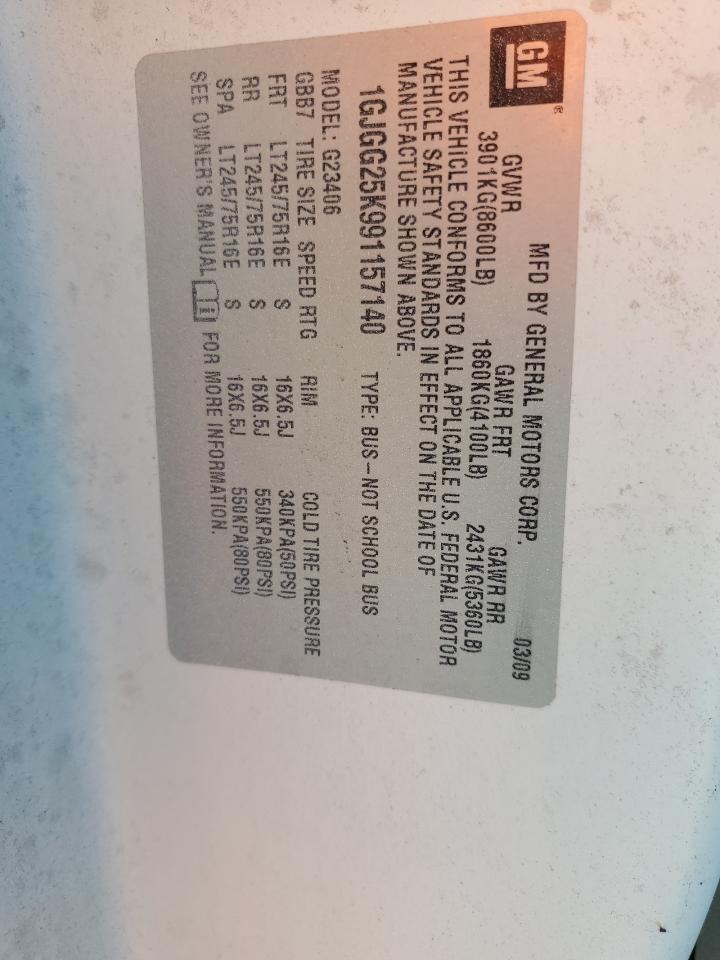 GM®
MFD BY GENERAL MOTORS CORP. 03/09
GVWR GAWR FRT GAWR RR
3901KG(8600LB) 1860KG(4100LB) 2431KG(5360LB)
THIS VEHICLE CONFORMS TO ALL APPLICABLE U.S. FEDERAL MOTOR
VEHICLE SAFETY STANDARDS IN EFFECT ON THE DATE OF
MANUFACTURE SHOWN ABOVE.
1GJGG25K991157140 TYPE: BUS-NOT SCHOOL BUS
MODEL: G23406
GBB7 TIRE SIZE SPEED RTG RIM COLD TIRE PRESSURE
FRT LT245/75R16E S 16X6.5J 340KPA(50PSI)
RR LT245/75R16E S 16X6.5J 550KPA(80PSI)
SPA LT245/75R16E S 16X6.5J 550KPA(80PSI)
SEE OWNER'S MANUAL FOR MORE INFORMATION.